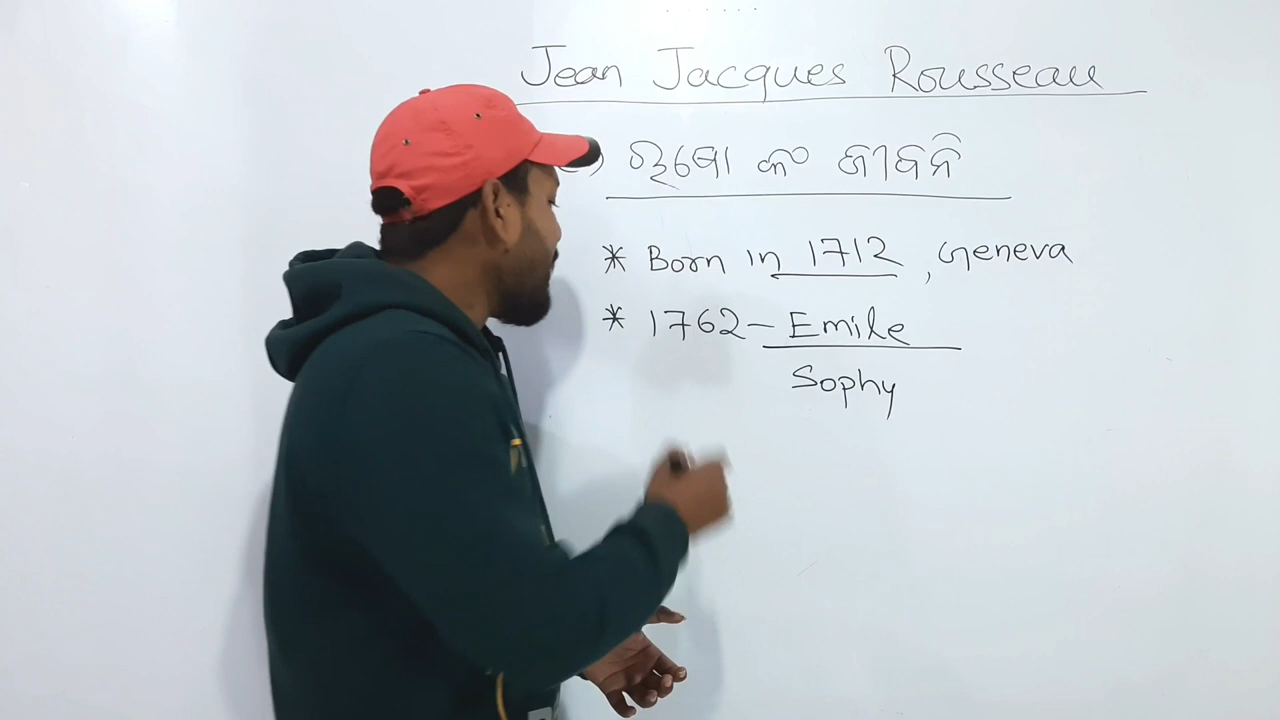 Jean Jacques Rousseau
ରୂଷୋ ଙ୍କ ଜୀବନି
* Born in 1712, Geneva
* 1762 - Emile
Sophy